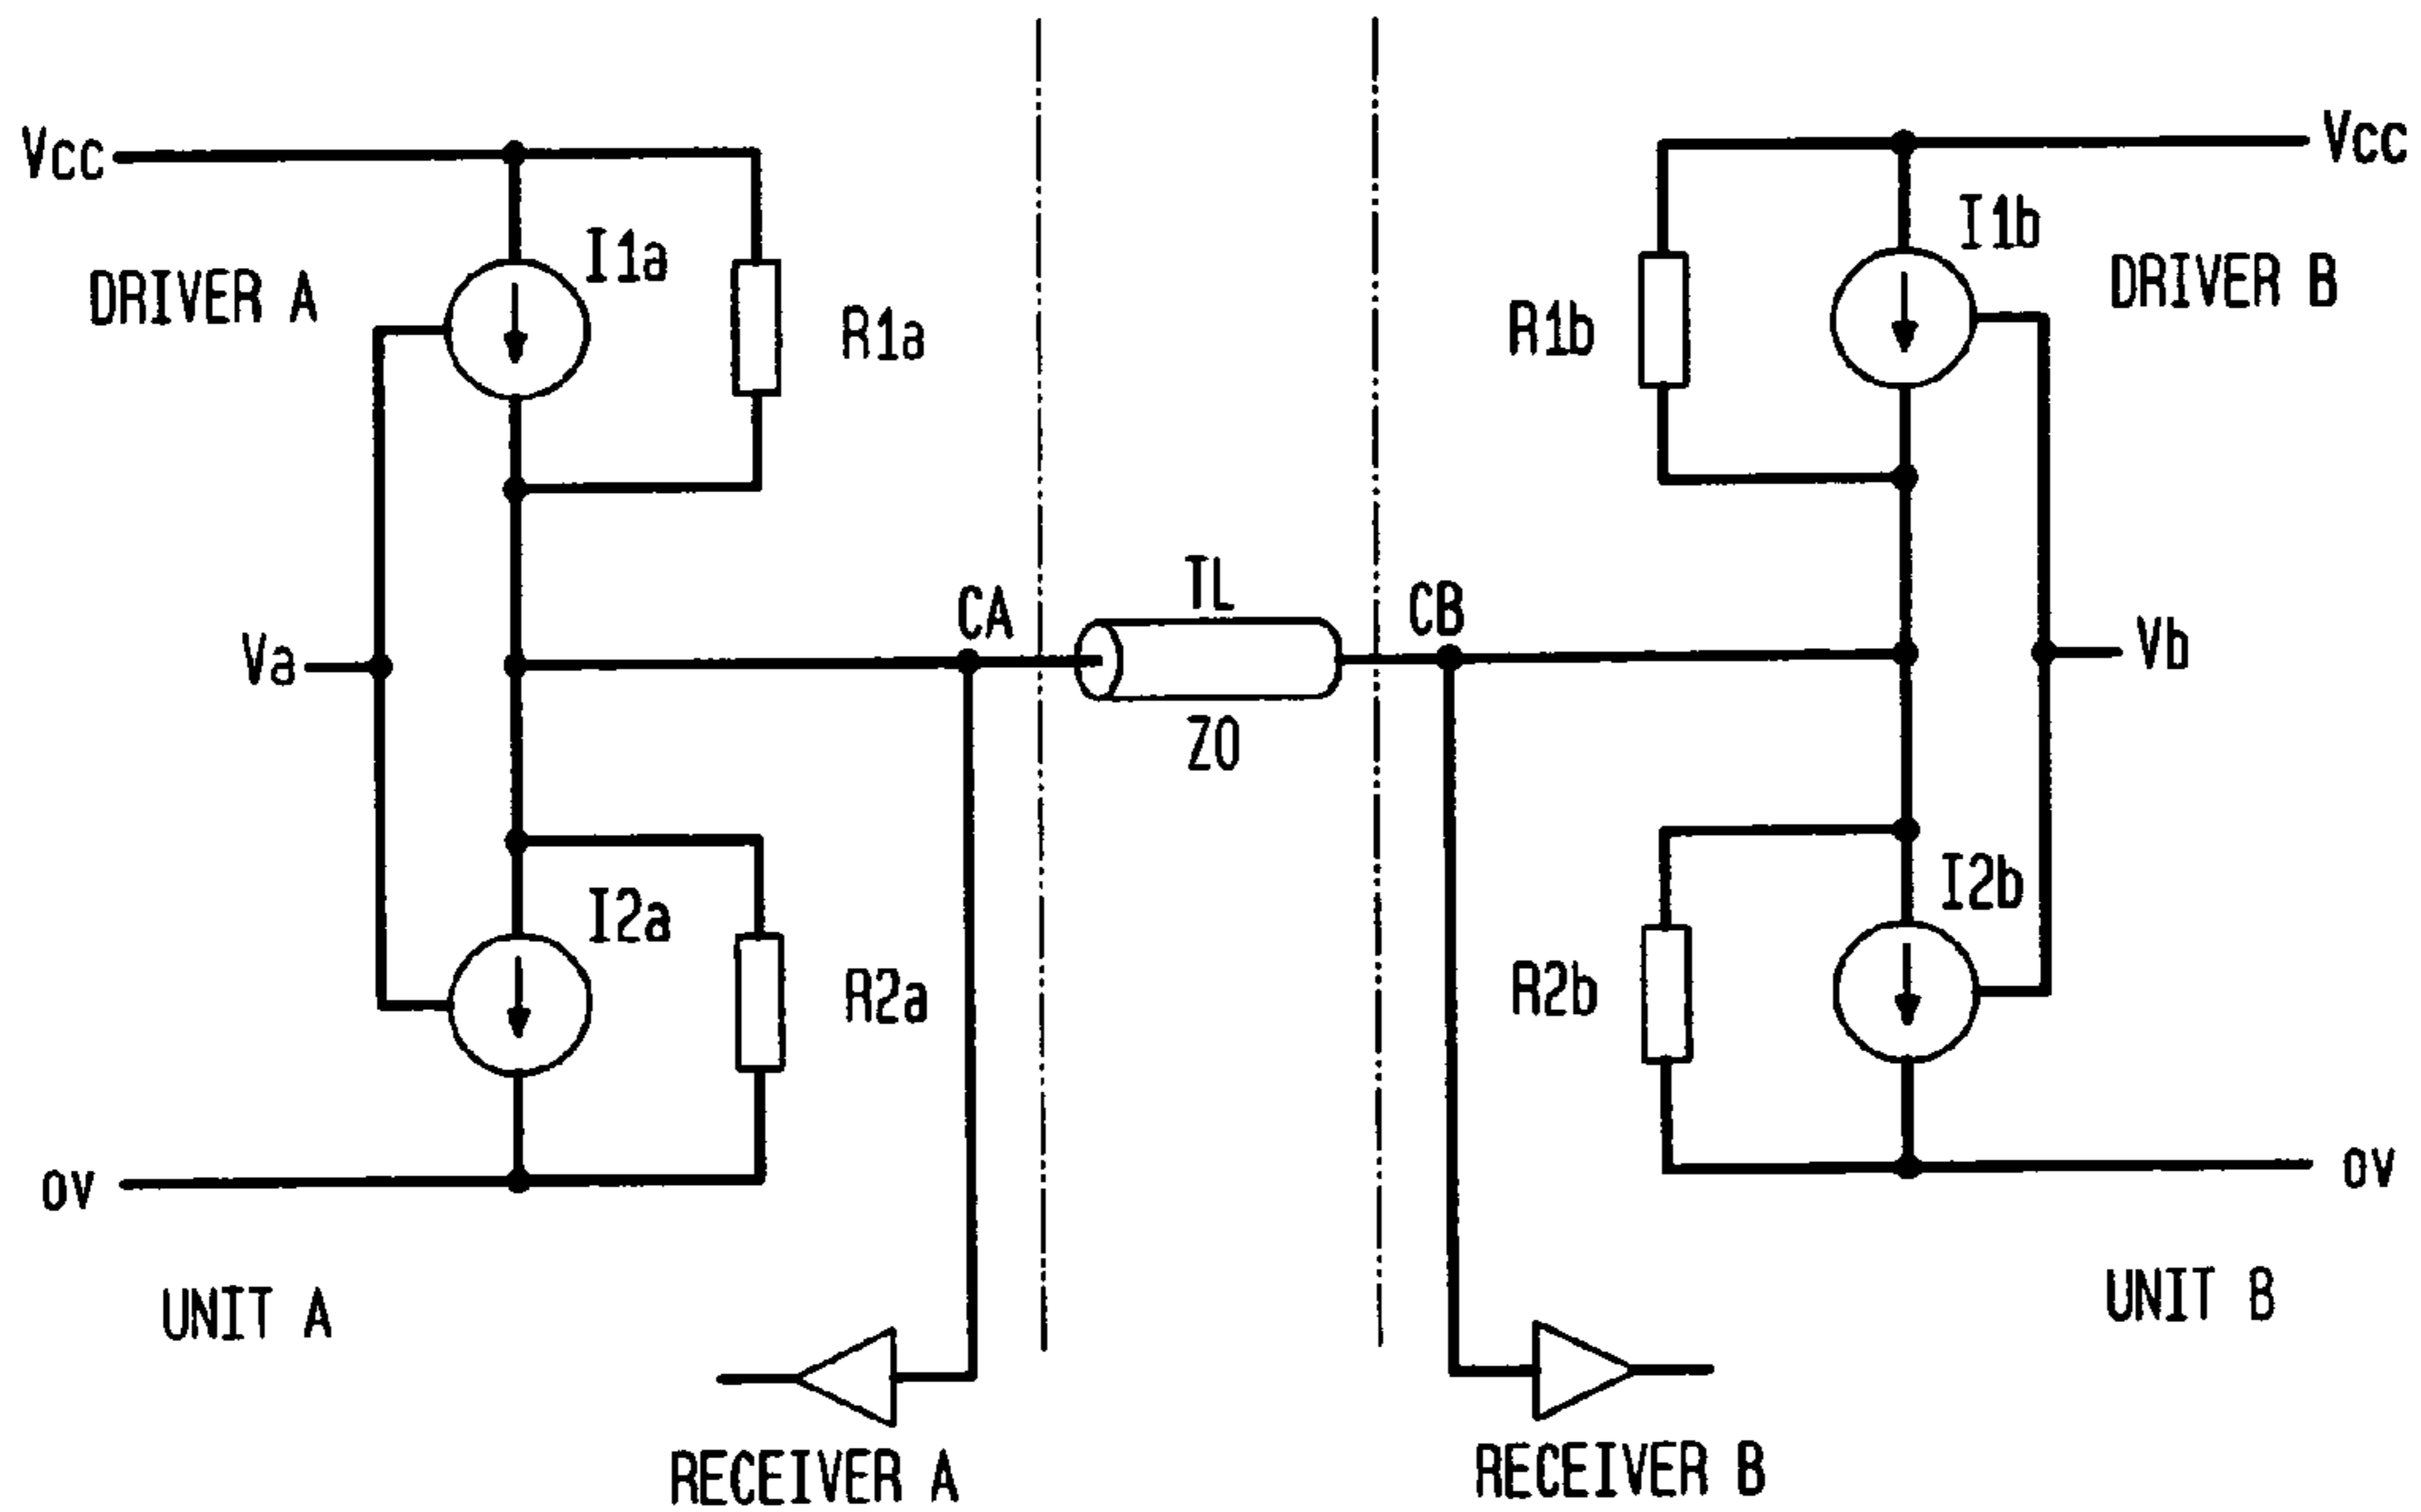 Vcc
Vcc
I1a
I1b
DRIVER A
DRIVER B
R1a
R1b
TL
CA
CB
Va
Vb
Z0
I2a
I2b
R2a
R2b
0V
0V
UNIT A
UNIT B
RECEIVER A
RECEIVER B